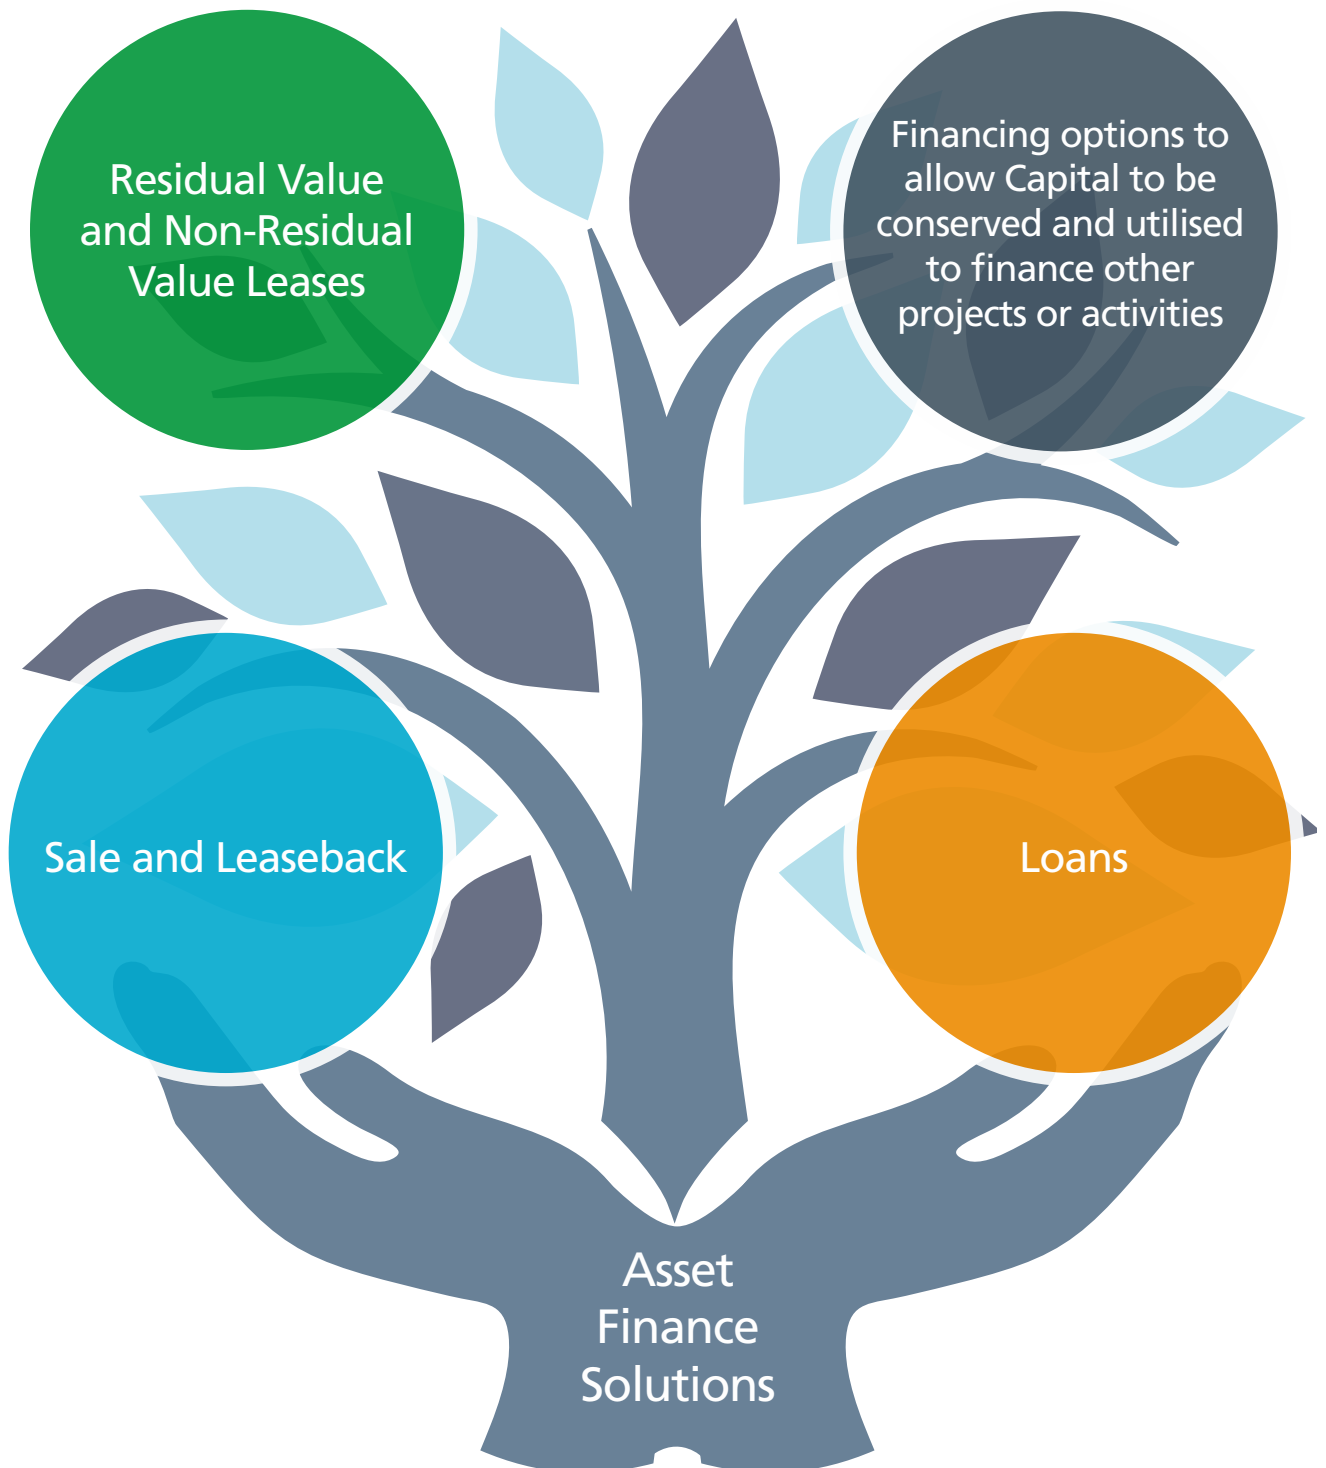 Residual Value
and Non-Residual
Value Leases
Financing options to
allow Capital to be
conserved and utilised
to finance other
projects or activities
Sale and Leaseback
Loans
Asset
Finance
Solutions